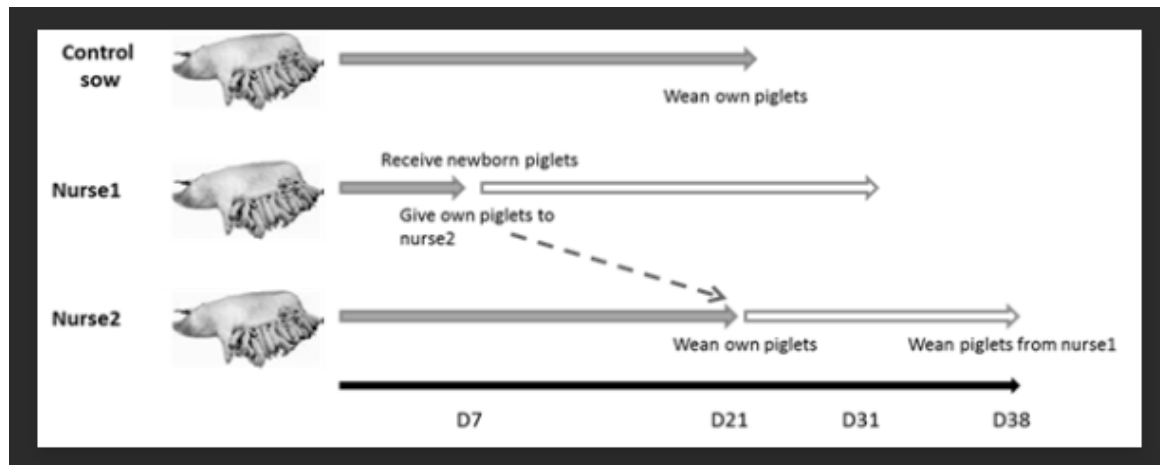 Control
sow
Wean own piglets
Receive newborn piglets
Nurse1
Give own piglets to
nurse2
Nurse2
Wean own piglets
Wean piglets from nurse1
D7
D21
D31
D38